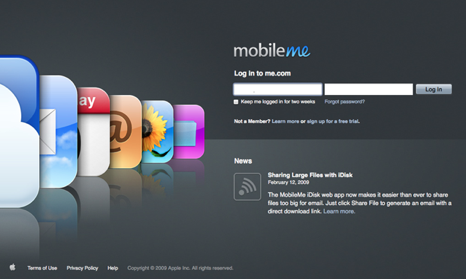 mobileme
Log in to me.com
Log in
Keep me logged in for two weeks
Forgot password?
Not a Member? Learn more or sign up for a free trial.
ay
@
News
Sharing Large Files with iDisk
February 12, 2009
The MobileMe iDisk web app now makes it easier than ever to share
files too big for email. Just click Share File to generate an email with a
direct download link. Learn more.
Terms of Use
Privacy Policy
Help
Copyright © 2009 Apple Inc. All rights reserved.